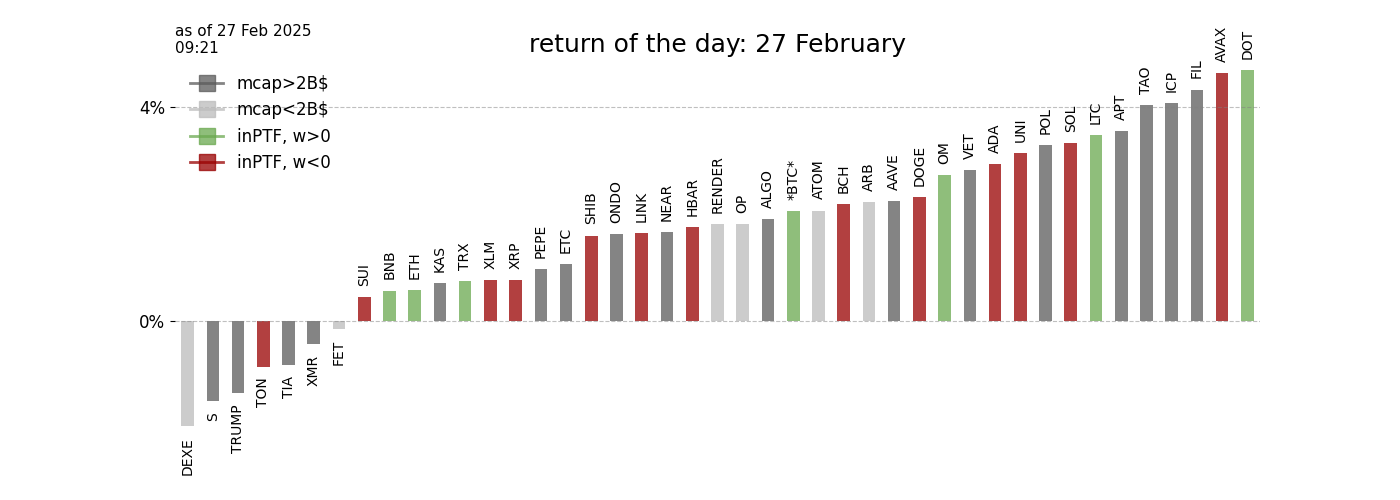 as of 27 Feb 2025
09:21
return of the day: 27 February
mcap>2B$
mcap<2B$
inPTF, w>0
inPTF, w<0
4%
0%
DEXE
S
TRUMP
TON
TIA
XMR
FET
SUI
BNB
ETH
KAS
TRX
XLM
XRP
PEPE
ETC
SHIB
ONDO
LINK
NEAR
HBAR
RENDER
OP
ALGO
*BTC*
ATOM
BCH
ARB
AAVE
DOGE
OM
VET
ADA
UNI
POL
SOL
LTC
APT
TAO
ICP
FIL
AVAX
DOT